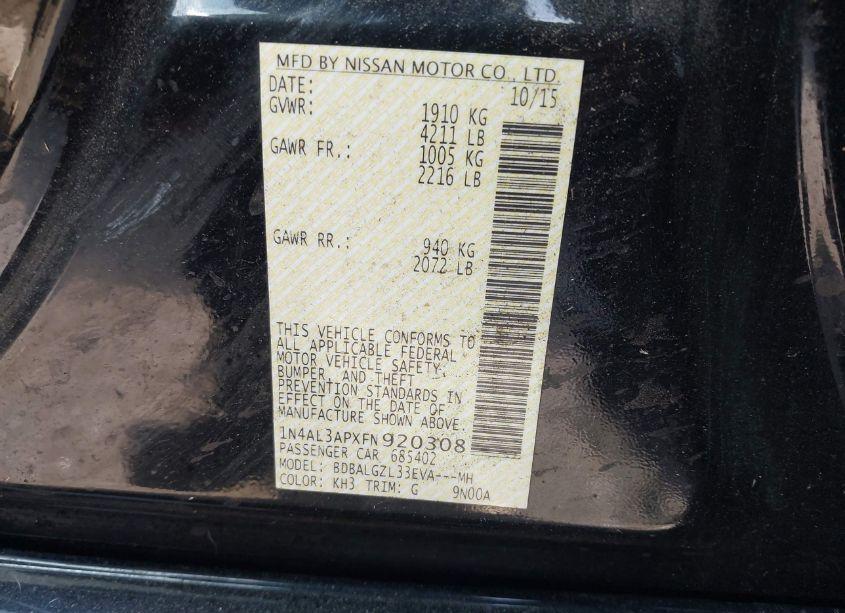 MFD BY NISSAN MOTOR CO., LTD.
DATE: 10/15
GVWR: 1910 KG
4211 LB
GAWR FR.: 1005 KG
2216 LB
GAWR RR.: 940 KG
2072 LB
THIS VEHICLE CONFORMS TO
ALL APPLICABLE FEDERAL
MOTOR VEHICLE SAFETY,
BUMPER, AND THEFT
PREVENTION STANDARDS IN
EFFECT ON THE DATE OF
MANUFACTURE SHOWN ABOVE.
1N4AL3APXFN920308
PASSENGER CAR 685402
MODEL: BDBALGZL33EVA---MH
COLOR: KH3 TRIM: G 9N00A